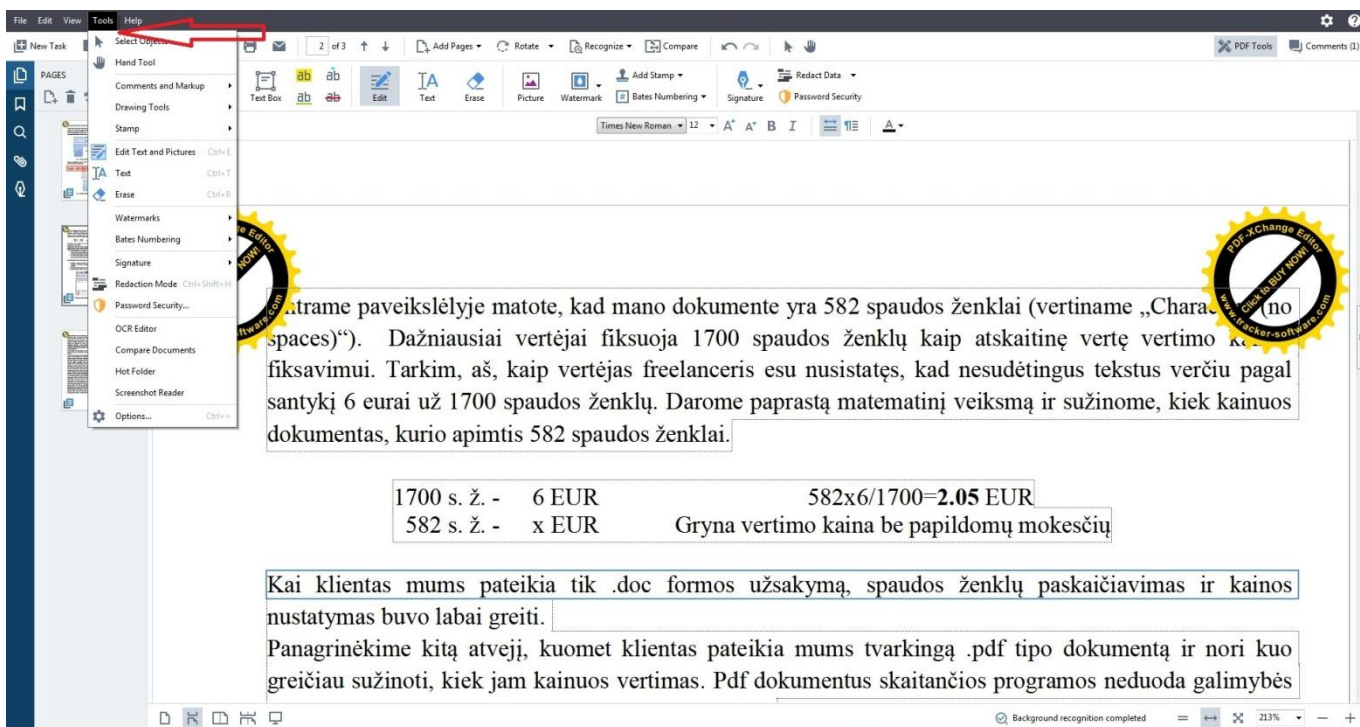 File Edit View Tools Help
New Task 2 of 3 Add Pages Rotate Recognize Compare PDF Tools Comments (1)
PAGES
Text Box Edit Text Erase Picture Watermark Add Stamp Bates Numbering Signature Redact Data Password Security
Times New Roman 12 B I A
Select Objects
Hand Tool
Comments and Markup
Drawing Tools
Stamp
Edit Text and Pictures Ctrl+E
Text Ctrl+T
Erase Ctrl+R
Watermarks
Bates Numbering
Signature
Redaction Mode Ctrl+Shift+H
Password Security...
OCR Editor
Compare Documents
Hot Folder
Screenshot Reader
Options... Ctrl+>
PDF-XChange Editor
Click to BUY NOW!
www.tracker-software.com
paveikslėlyje matote, kad mano dokumente yra 582 spaudos ženklai (vertiname „Charac (no
spaces)“). Dažniausiai vertėjai fiksuoja 1700 spaudos ženklų kaip atskaitinę vertę vertimo
fiksavimui. Tarkim, aš, kaip vertėjas freelanceris esu nusistatęs, kad nesudėtingus tekstus verčiu pagal
santykį 6 eurai už 1700 spaudos ženklų. Darome paprastą matematinį veiksmą ir sužinome, kiek kainuos
dokumentas, kurio apimtis 582 spaudos ženklai.
1700 s. ž. - 6 EUR 582x6/1700=2.05 EUR
582 s. ž. - x EUR Gryna vertimo kaina be papildomų mokesčių
Kai klientas mums pateikia tik .doc formos užsakymą, spaudos ženklų paskaičiavimas ir kainos
nustatymas buvo labai greiti.
Panagrinėkime kitą atvejį, kuomet klientas pateikia mums tvarkingą .pdf tipo dokumentą ir nori kuo
greičiau sužinoti, kiek jam kainuos vertimas. Pdf dokumentus skaitančios programos neduoda galimybės
Background recognition completed 213%